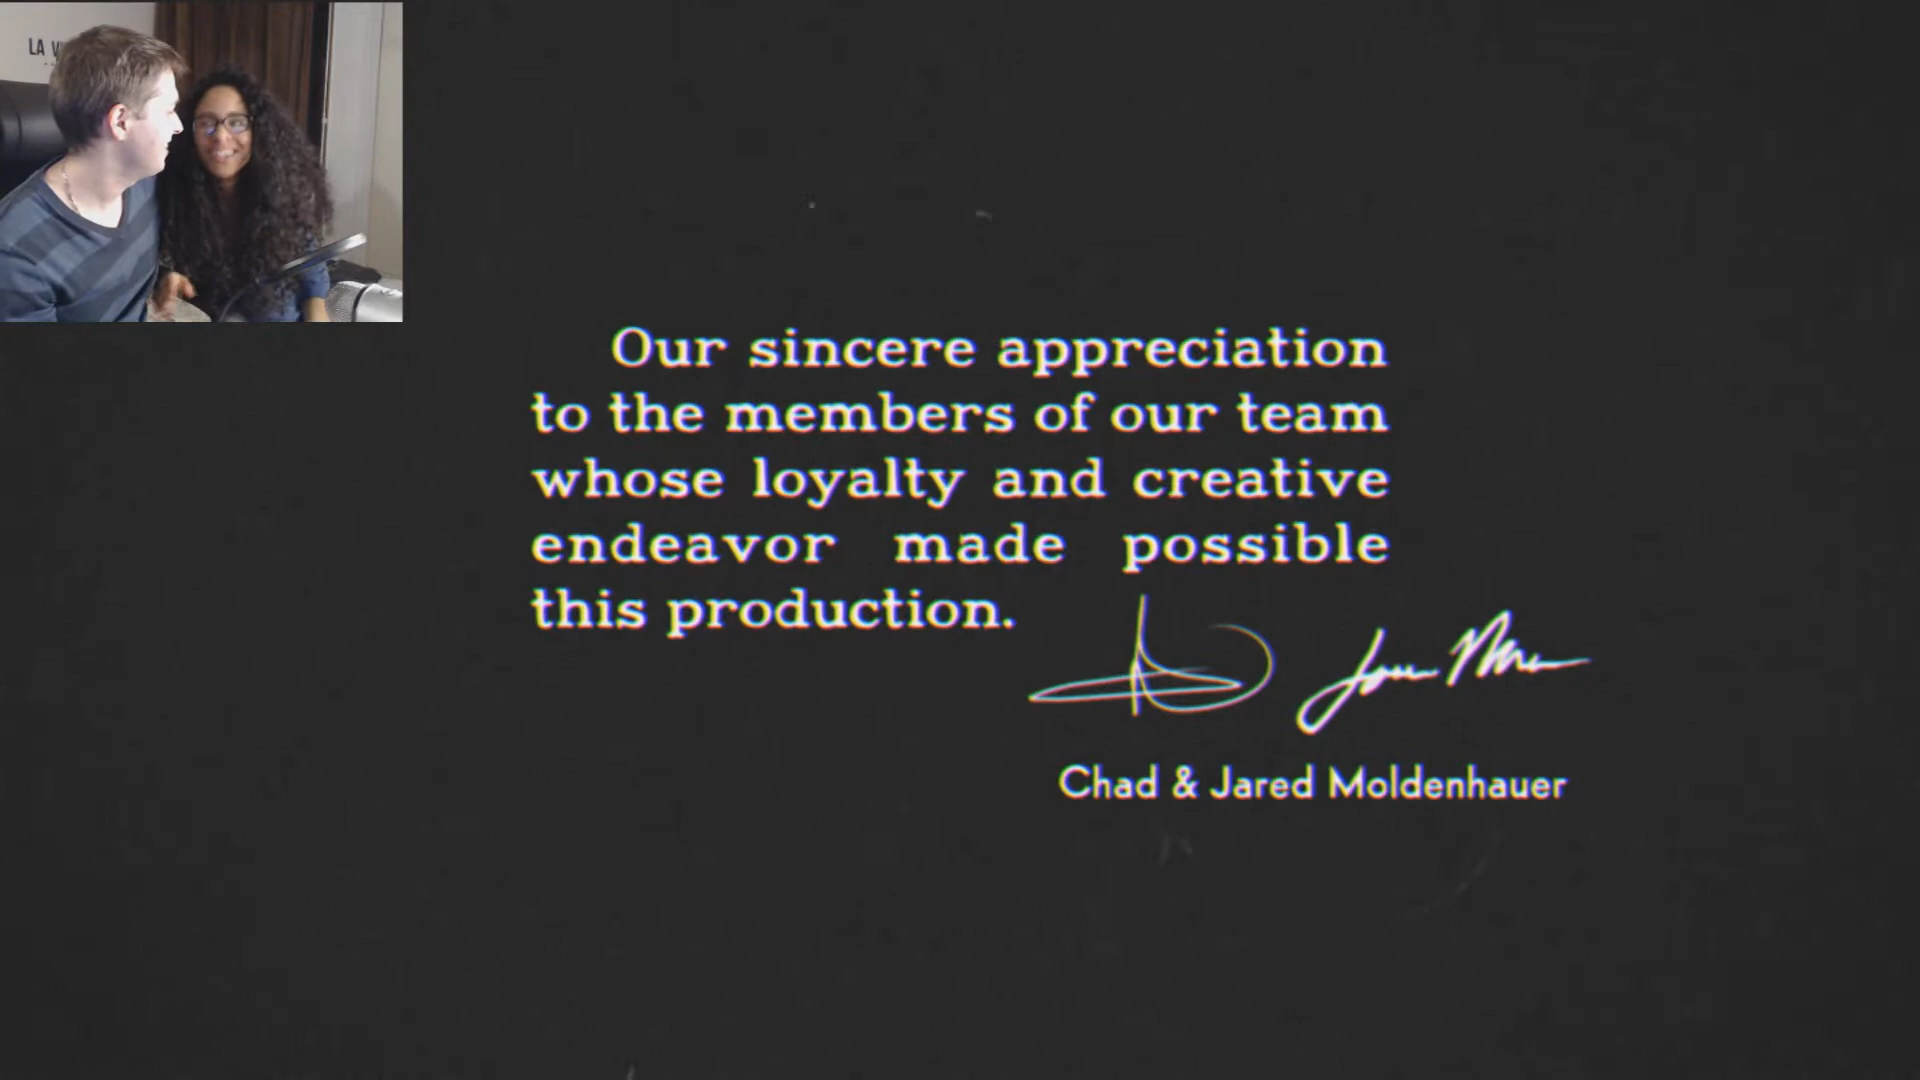 LA
Our sincere appreciation
to the members of our team
whose loyalty and creative
endeavor made possible
this production.
Chad & Jared Moldenhauer